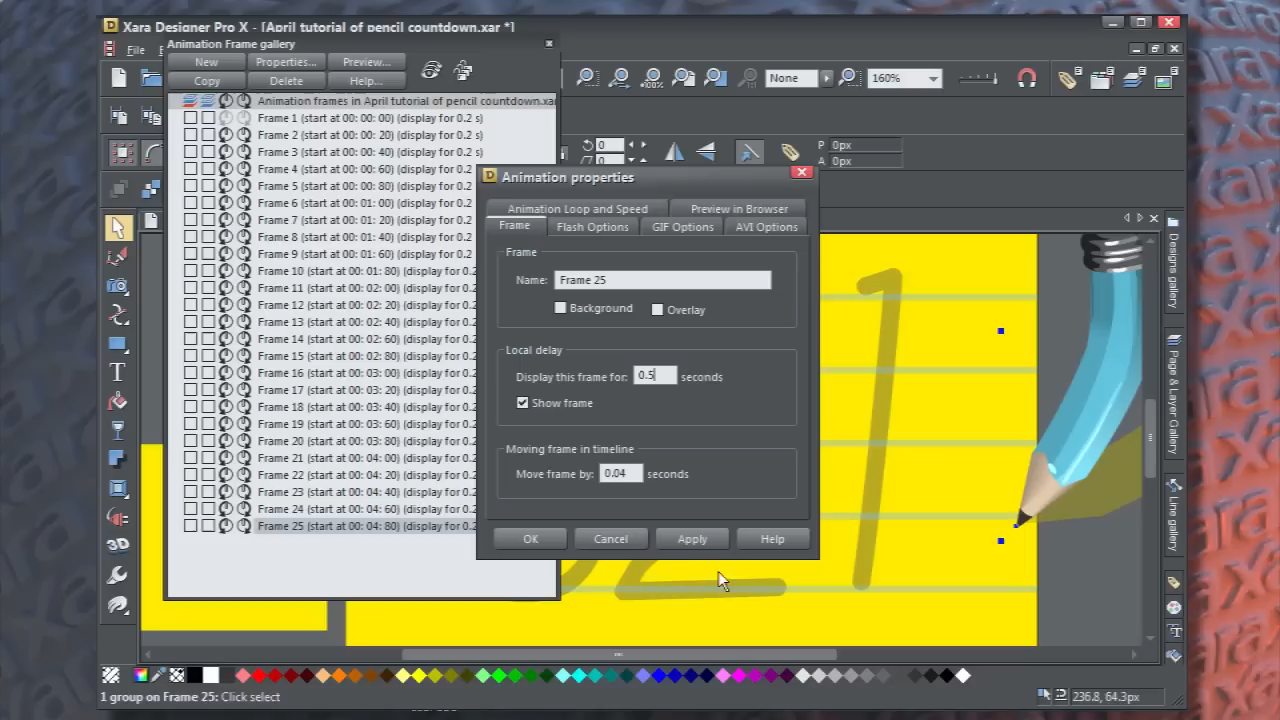 Xara Designer Pro X - [April tutorial of pencil countdown.xar *]
File
Animation Frame gallery
New
Properties...
Preview...
Copy
Delete
Help...
None
160%
Animation frames in April tutorial of pencil countdown.xar
Frame 1 (start at 00: 00: 00) (display for 0.2 s)
Frame 2 (start at 00: 00: 20) (display for 0.2 s)
Frame 3 (start at 00: 00: 40) (display for 0.2 s)
Frame 4 (start at 00: 00: 60) (display for 0.2
Frame 5 (start at 00: 00: 80) (display for 0.2
Frame 6 (start at 00: 01: 00) (display for 0.2
Frame 7 (start at 00: 01: 20) (display for 0.2
Frame 8 (start at 00: 01: 40) (display for 0.2
Frame 9 (start at 00: 01: 60) (display for 0.2
Frame 10 (start at 00: 01: 80) (display for 0.
Frame 11 (start at 00: 02: 00) (display for 0.
Frame 12 (start at 00: 02: 20) (display for 0.
Frame 13 (start at 00: 02: 40) (display for 0.
Frame 14 (start at 00: 02: 60) (display for 0.
Frame 15 (start at 00: 02: 80) (display for 0.
Frame 16 (start at 00: 03: 00) (display for 0.
Frame 17 (start at 00: 03: 20) (display for 0.
Frame 18 (start at 00: 03: 40) (display for 0.
Frame 19 (start at 00: 03: 60) (display for 0.
Frame 20 (start at 00: 03: 80) (display for 0.
Frame 21 (start at 00: 04: 00) (display for 0.
Frame 22 (start at 00: 04: 20) (display for 0.
Frame 23 (start at 00: 04: 40) (display for 0.
Frame 24 (start at 00: 04: 60) (display for 0.
Frame 25 (start at 00: 04: 80) (display for 0.
0
0
P 0px
A 0px
Animation properties
Animation Loop and Speed
Preview in Browser
Frame
Flash Options
GIF Options
AVI Options
Frame
Name: Frame 25
Background
Overlay
Local delay
Display this frame for: 0.5 seconds
Show frame
Moving frame in timeline
Move frame by: 0.04 seconds
OK
Cancel
Apply
Help
1
2
3D
Designs gallery
Page & Layer Gallery
Line gallery
1 group on Frame 25: Click select
236.8, 64.3px